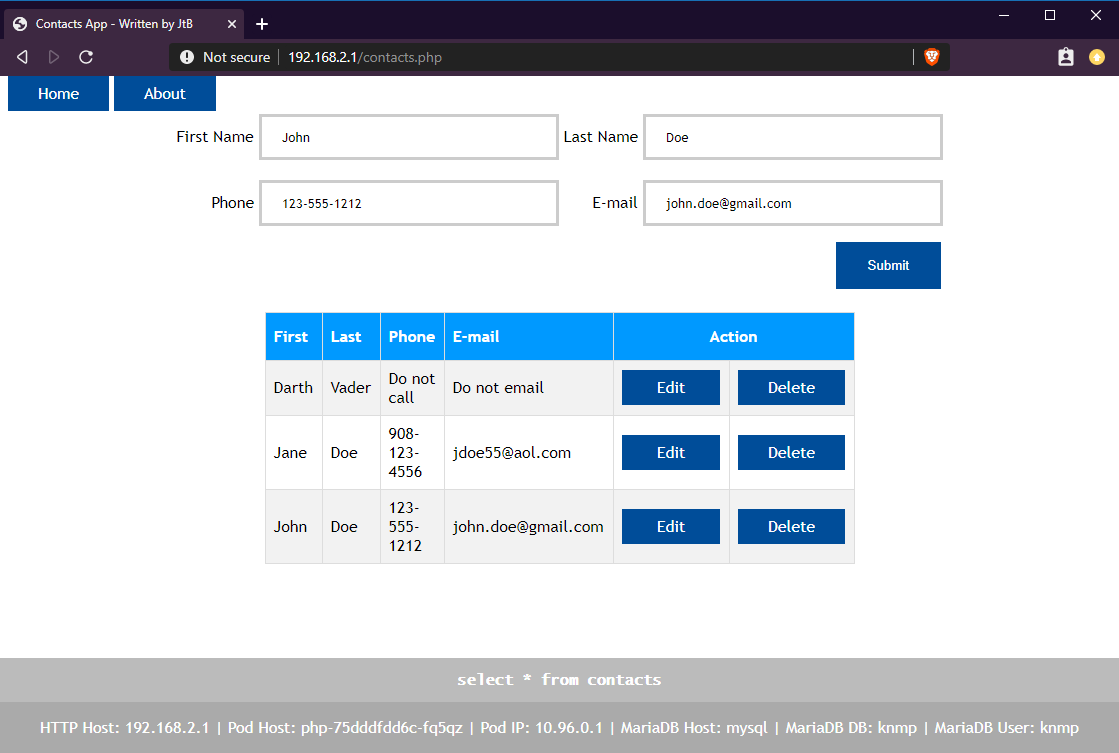 Contacts App - Written by JtB
Not secure 192.168.2.1/contacts.php
Home About
First Name John Last Name Doe
Phone 123-555-1212 E-mail john.doe@gmail.com
Submit
First Last Phone E-mail Action
Darth Vader Do not call Do not email Edit Delete
Jane Doe 908-123-4556 jdoe55@aol.com Edit Delete
John Doe 123-555-1212 john.doe@gmail.com Edit Delete
select * from contacts
HTTP Host: 192.168.2.1 | Pod Host: php-75dddfdd6c-fq5qz | Pod IP: 10.96.0.1 | MariaDB Host: mysql | MariaDB DB: knmp | MariaDB User: knmp